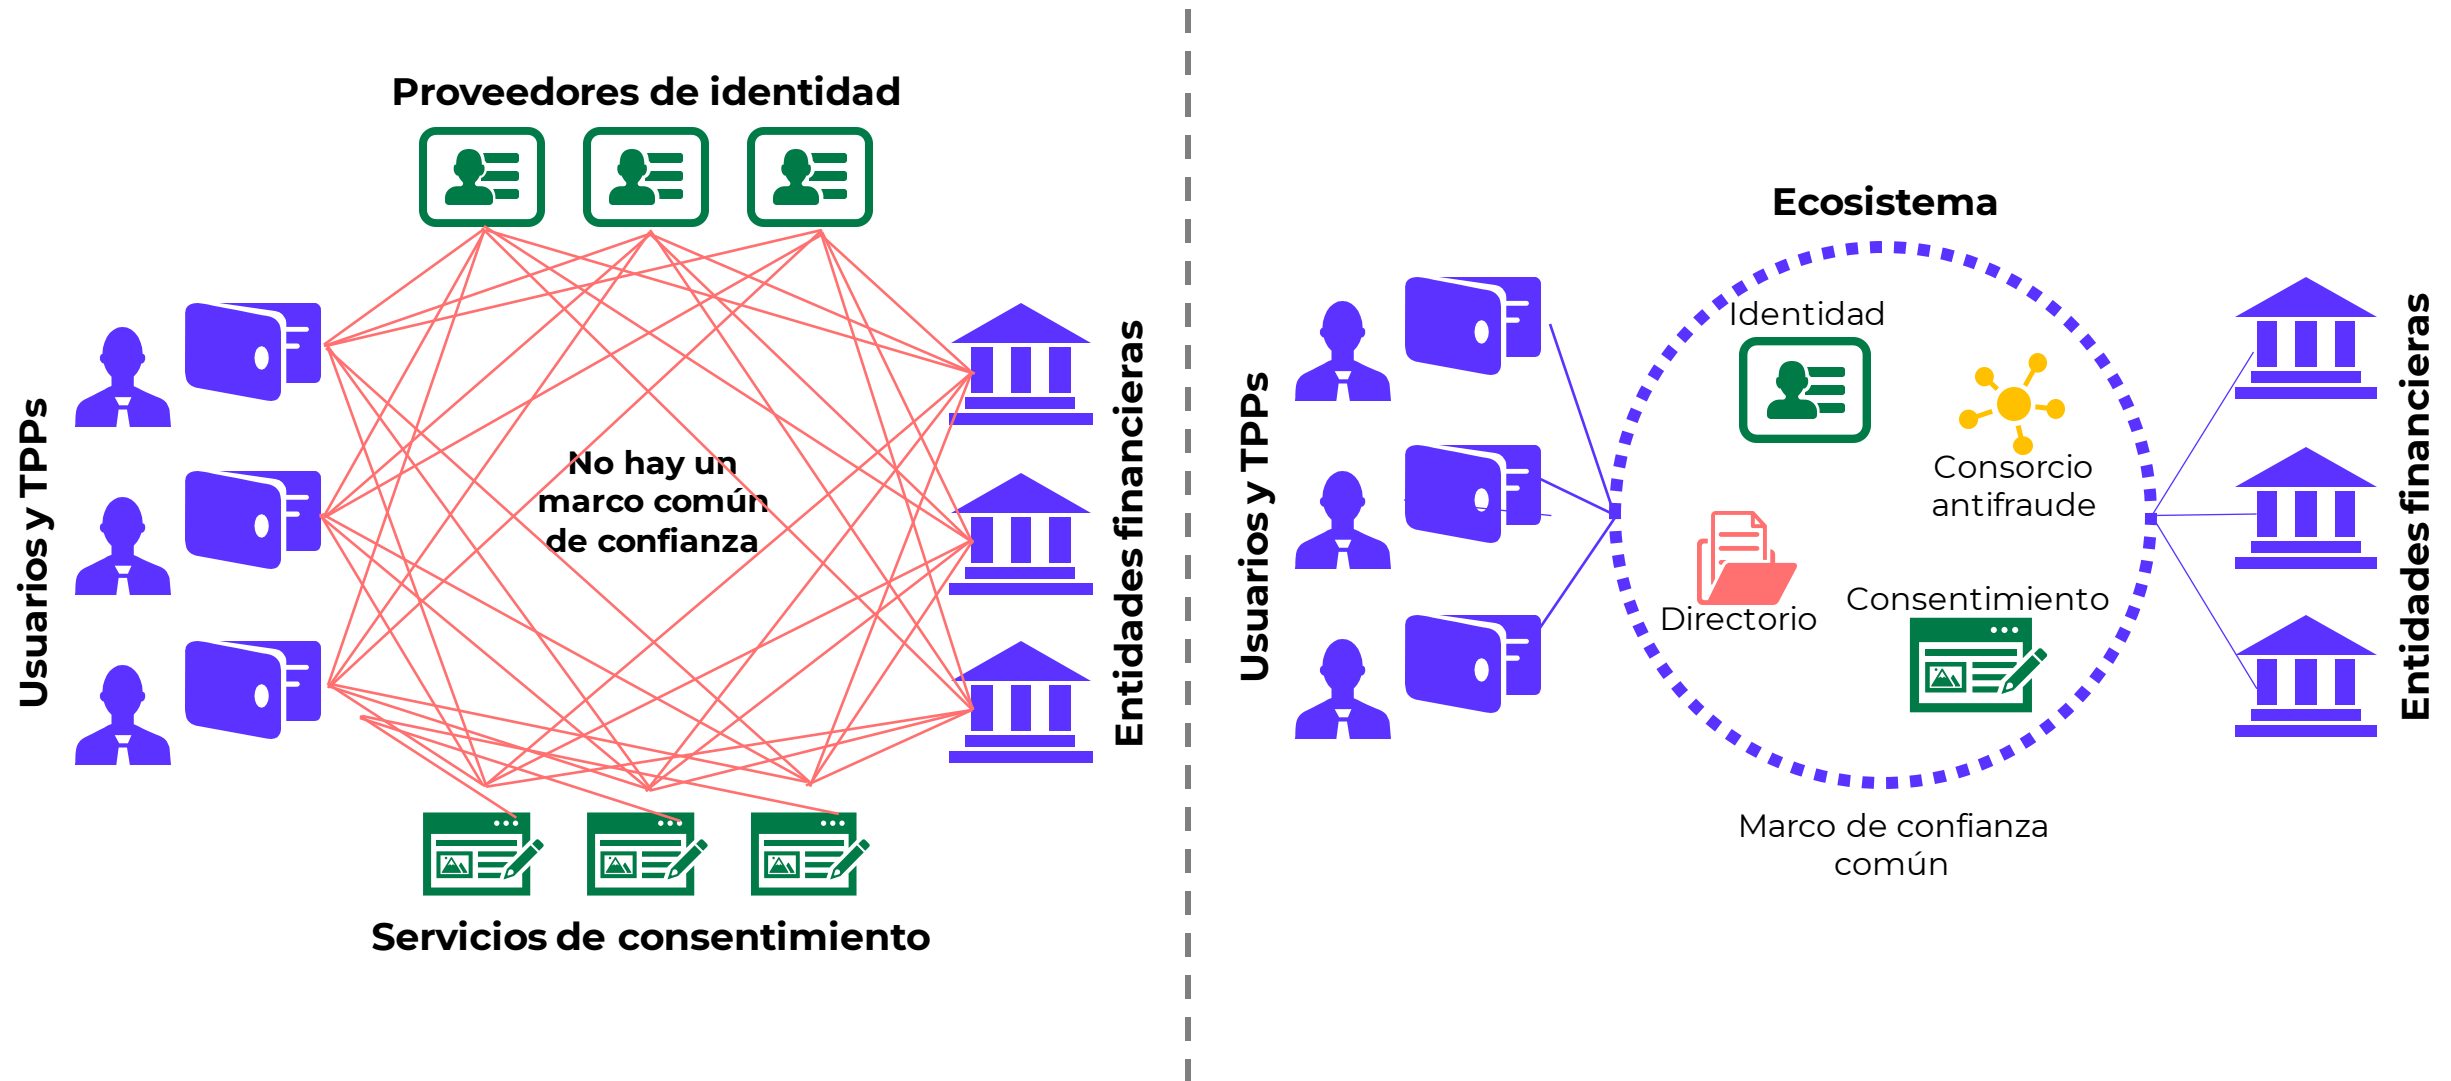 Proveedores de identidad
Usuarios y TPPs
No hay un
marco común
de confianza
Entidades financieras
Servicios de consentimiento
Ecosistema
Usuarios y TPPs
Identidad
Consorcio
antifraude
Directorio
Consentimiento
Entidades financieras
Marco de confianza
común